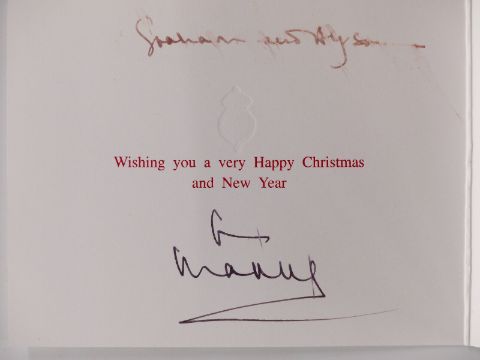 Graham and Alyson
Wishing you a very Happy Christmas
and New Year